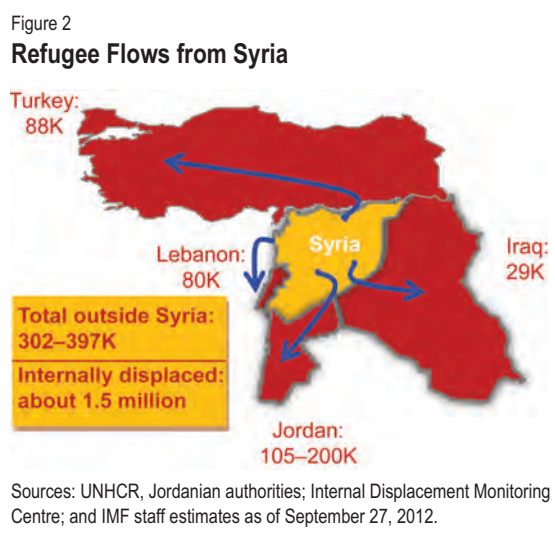 Figure 2
Refugee Flows from Syria
Turkey:
88K
Syria
Lebanon:
80K
Iraq:
29K
Total outside Syria:
302–397K
Internally displaced:
about 1.5 million
Jordan:
105–200K
Sources: UNHCR, Jordanian authorities; Internal Displacement Monitoring
Centre; and IMF staff estimates as of September 27, 2012.